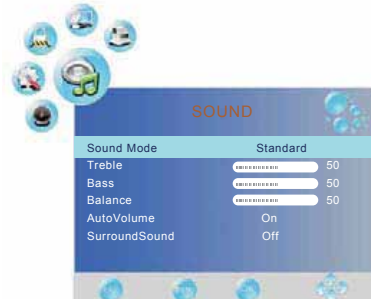 SOUND
Sound Mode Standard
Treble 50
Bass 50
Balance 50
AutoVolume On
SurroundSound Off